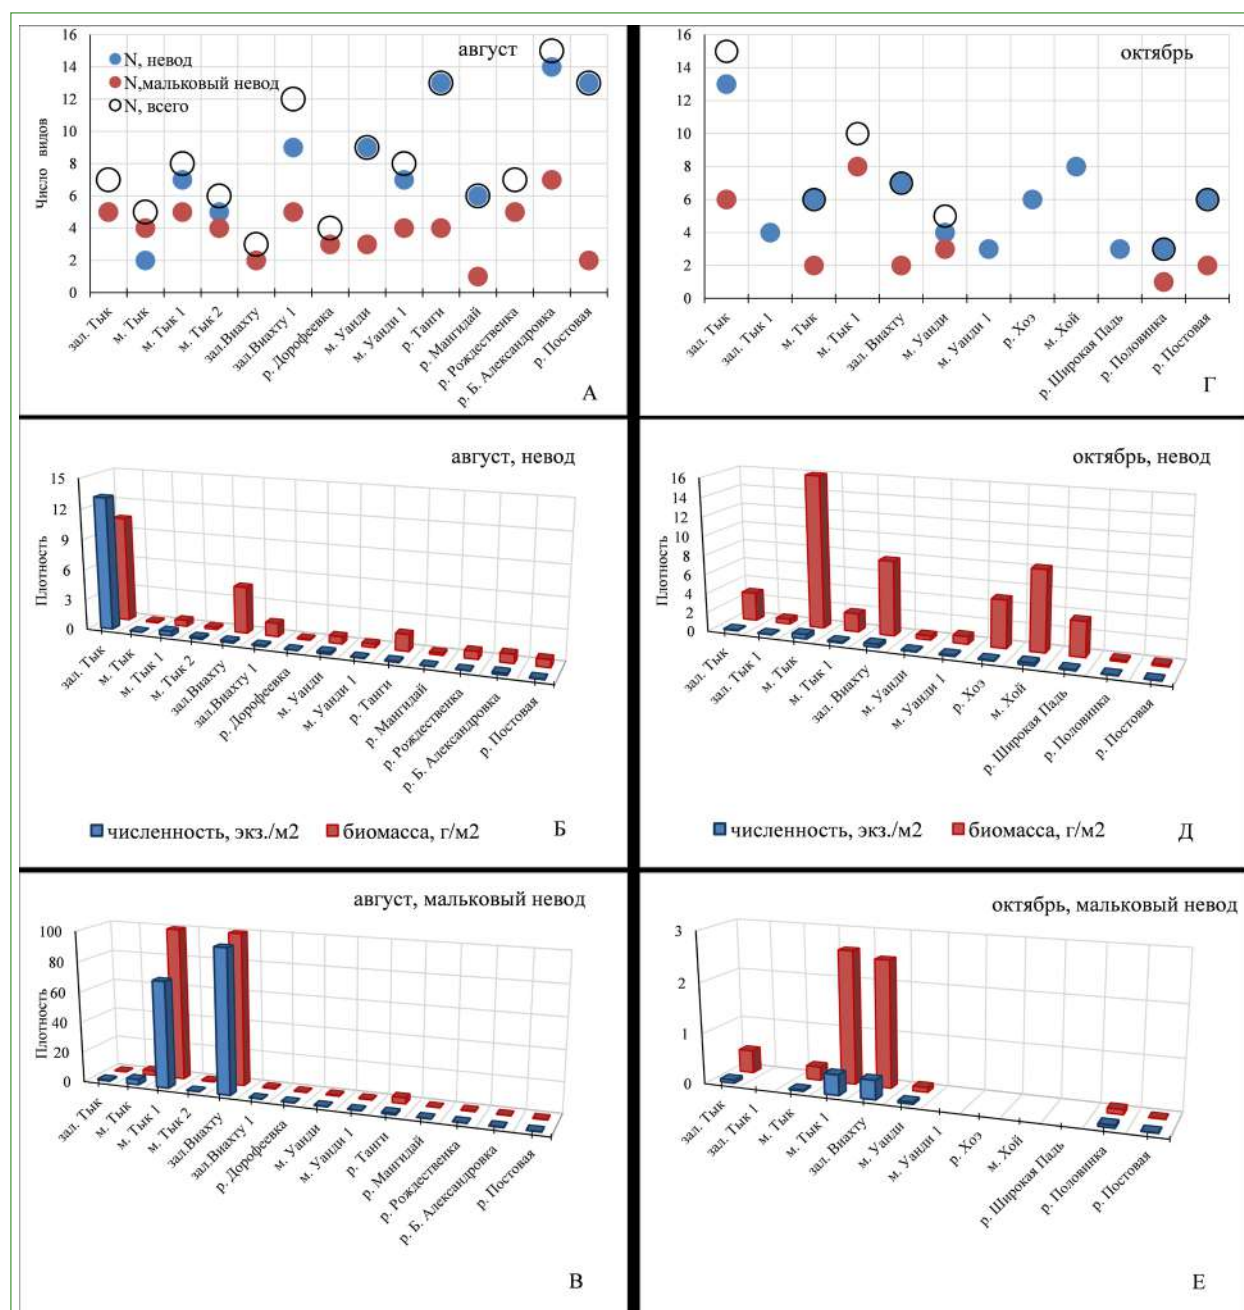 август
N, невод
N,мальковый невод
N, всего
Число видов
16
14
12
10
8
6
4
2
0
зал. Тык
м. Тык
м. Тык 1
м. Тык 2
зал.Виахту
зал.Виахту 1
р. Дорофеевка
м. Уанди
м. Уанди 1
р. Танги
р. Мангидай
р. Рождественка
р. Б. Александровка
р. Постовая
А
октябрь
16
14
12
10
8
6
4
2
0
зал. Тык
зал. Тык 1
м. Тык
м. Тык 1
зал. Виахту
м. Уанди
м. Уанди 1
р. Хоэ
м. Хой
р. Широкая Падь
р. Половинка
р. Постовая
Г
август, невод
Плотность
15
12
9
6
3
0
зал. Тык
м. Тык
м. Тык 1
м. Тык 2
зал.Виахту
зал.Виахту 1
р. Дорофеевка
м. Уанди
м. Уанди 1
р. Танги
р. Мангидай
р. Рождественка
р. Б. Александровка
р. Постовая
численность, экз./м2 биомасса, г/м2
Б
октябрь, невод
Плотность
16
14
12
10
8
6
4
2
0
зал. Тык
зал. Тык 1
м. Тык
м. Тык 1
зал. Виахту
м. Уанди
м. Уанди 1
р. Хоэ
м. Хой
р. Широкая Падь
р. Половинка
р. Постовая
численность, экз./м2 биомасса, г/м2
Д
август, мальковый невод
Плотность
100
80
60
40
20
0
зал. Тык
м. Тык
м. Тык 1
м. Тык 2
зал.Виахту
зал.Виахту 1
р. Дорофеевка
м. Уанди
м. Уанди 1
р. Танги
р. Мангидай
р. Рождественка
р. Б. Александровка
р. Постовая
В
октябрь, мальковый невод
3
2
1
0
зал. Тык
зал. Тык 1
м. Тык
м. Тык 1
зал. Виахту
м. Уанди
м. Уанди 1
р. Хоэ
м. Хой
р. Широкая Падь
р. Половинка
р. Постовая
Е